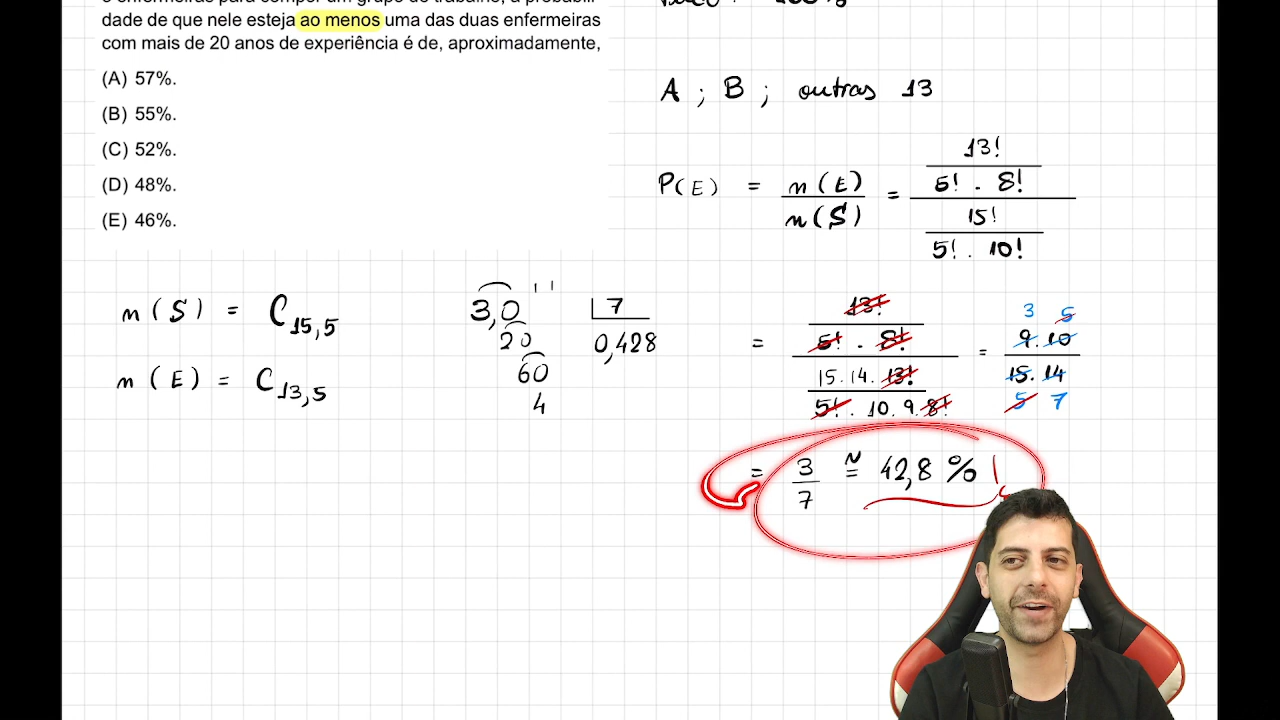 dade de que nele esteja ao menos uma das duas enfermeiras
com mais de 20 anos de experiência é de, aproximadamente,
(A) 57%.
(B) 55%.
(C) 52%.
(D) 48%.
(E) 46%.
n(S) = C15,5
n(E) = C13,5
3,0 7
20 0,428
60
4
A ; B ; outras 13
P(E) = n(E) / n(S) = 13! / 5! . 8! / 15! / 5! . 10!
= 13! / 5! . 8! / 15.14.13! / 5! . 10.9.8! = 9.10 / 15.14
3 5
5 7
= 3/7 ≅ 42,8 %